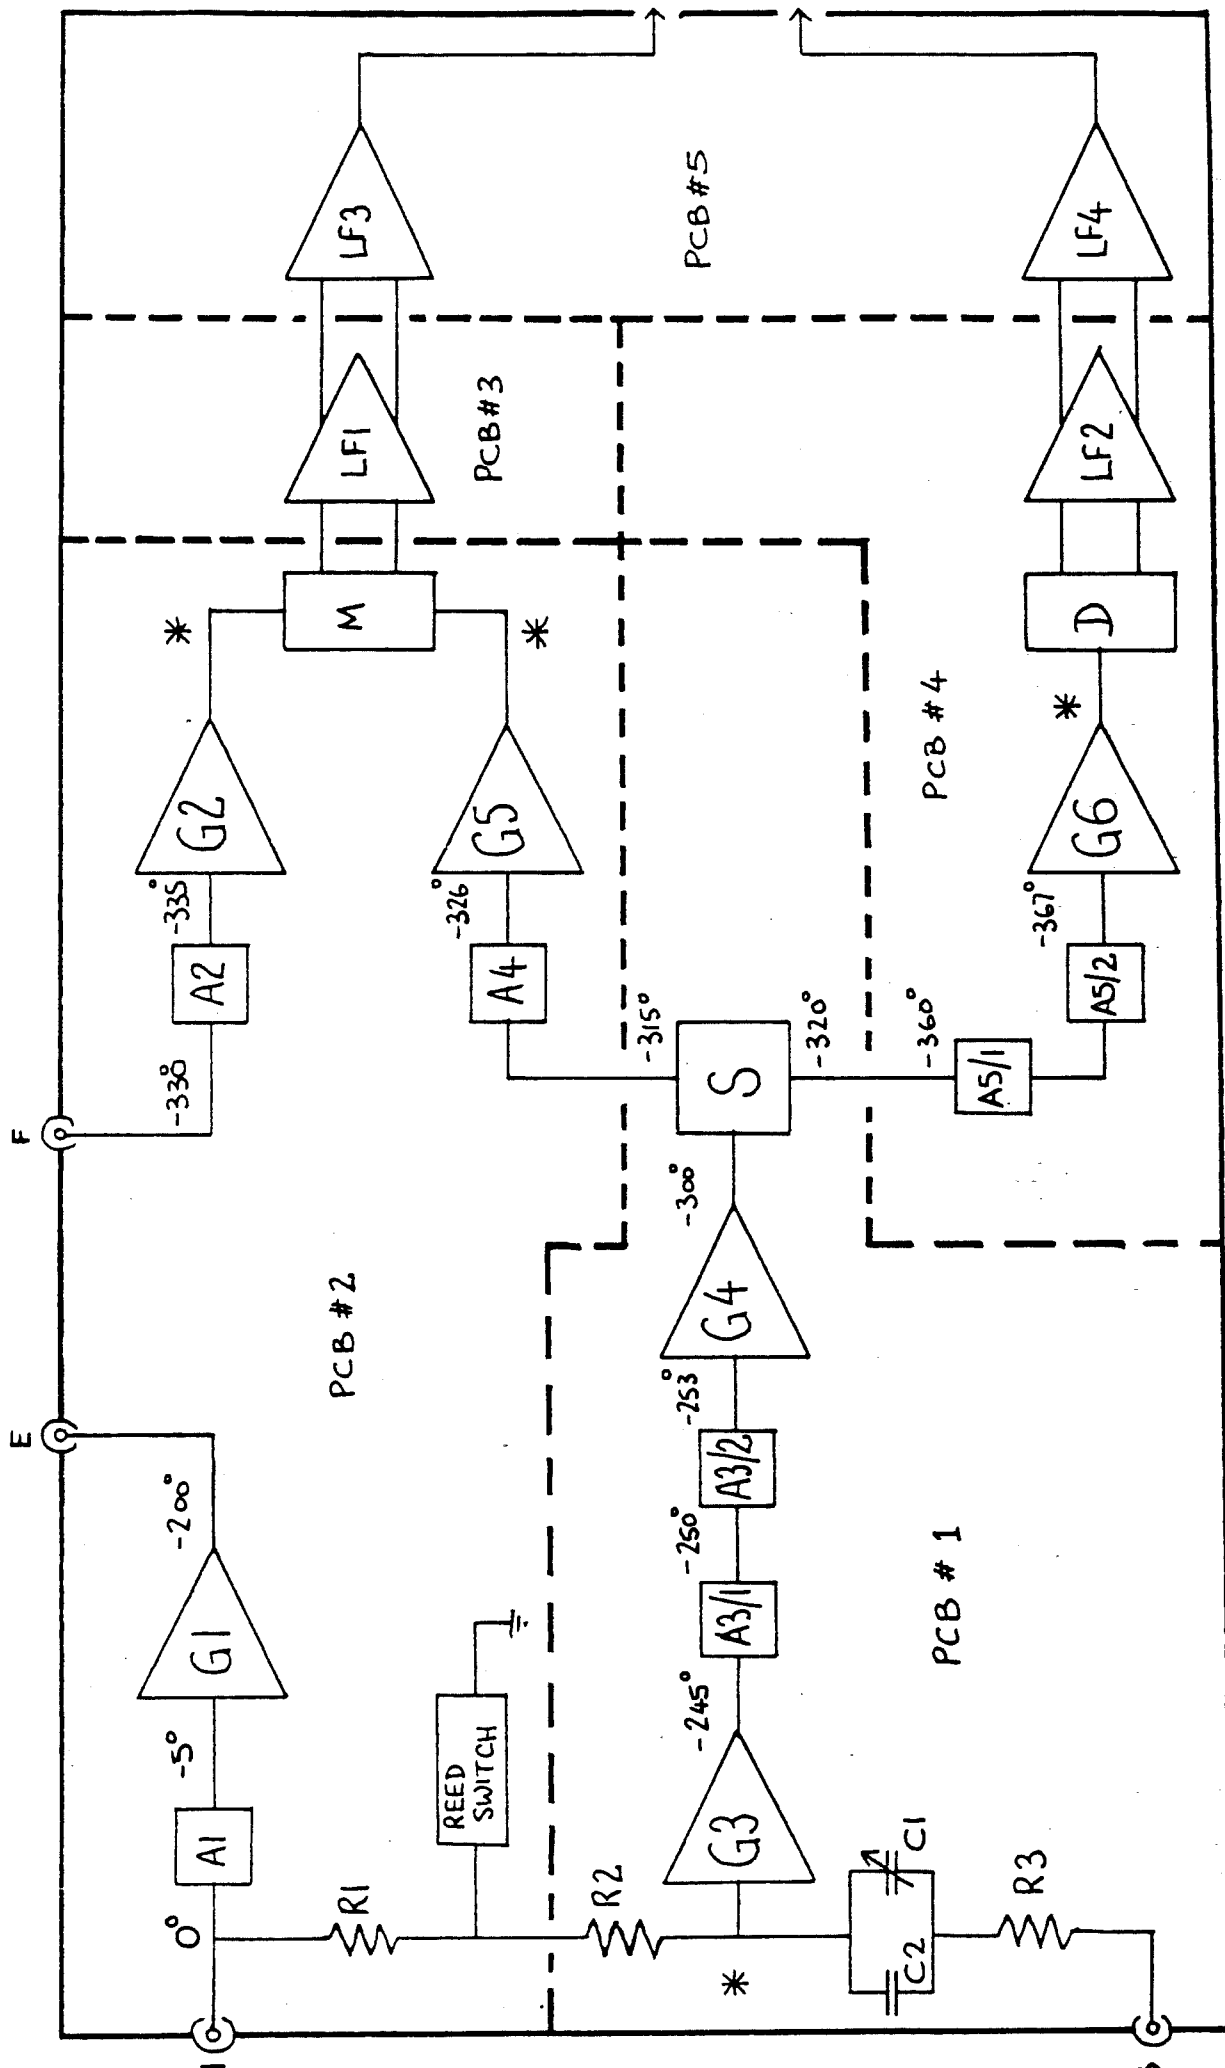 F
E
PCB #5
LF3
LF4
PCB #3
LF1
LF2
M
D
*
*
*
PCB #4
G2
G5
G6
-335°
-326°
-367°
A2
A4
A5/2
-330°
-315°
S
-320°
-360°
A5/1
-300°
PCB #2
G4
-253°
-200°
A3/2
-250°
A3/1
PCB #1
G1
-245°
-5°
REED
SWITCH
A1
G3
0°
R1
R2
C1
C2
R3
*